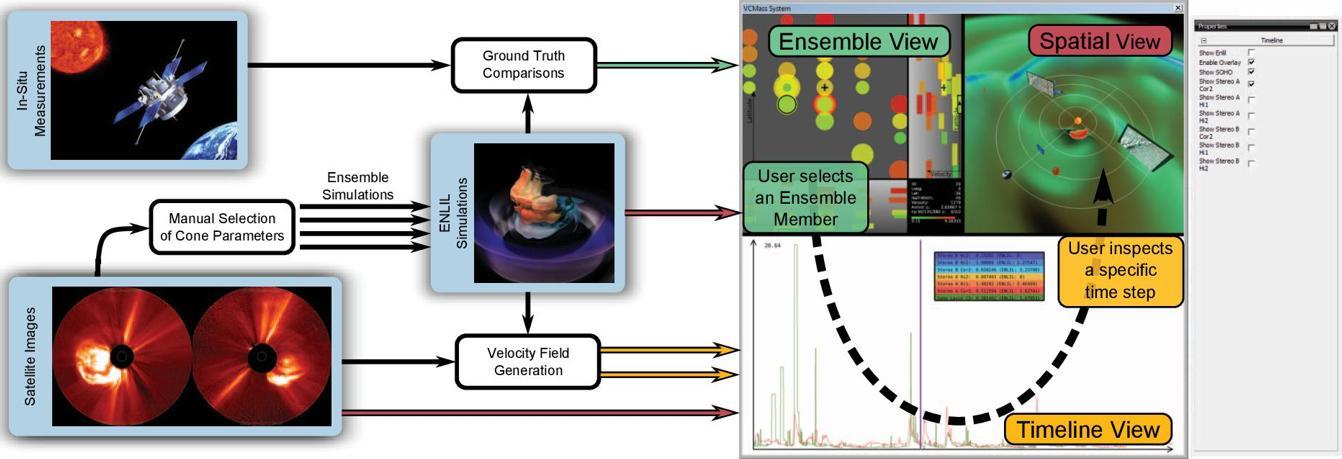 In-Situ
Measurements
Ground Truth
Comparisons
Ensemble
Simulations
Manual Selection
of Cone Parameters
ENLIL
Simulations
Satellite Images
Velocity Field
Generation
VCMass System
Ensemble View
Spatial View
Latitude
Velocity
User selects
an Ensemble
Member
User inspects
a specific
time step
20.64
Timeline View
Properties
Timeline
Show Enlil
Enable Overlay
Show SOHO
Show Stereo A
Cor2
Show Stereo A
Hi1
Show Stereo A
Hi2
Show Stereo B
Cor2
Show Stereo B
Hi1
Show Stereo B
Hi2